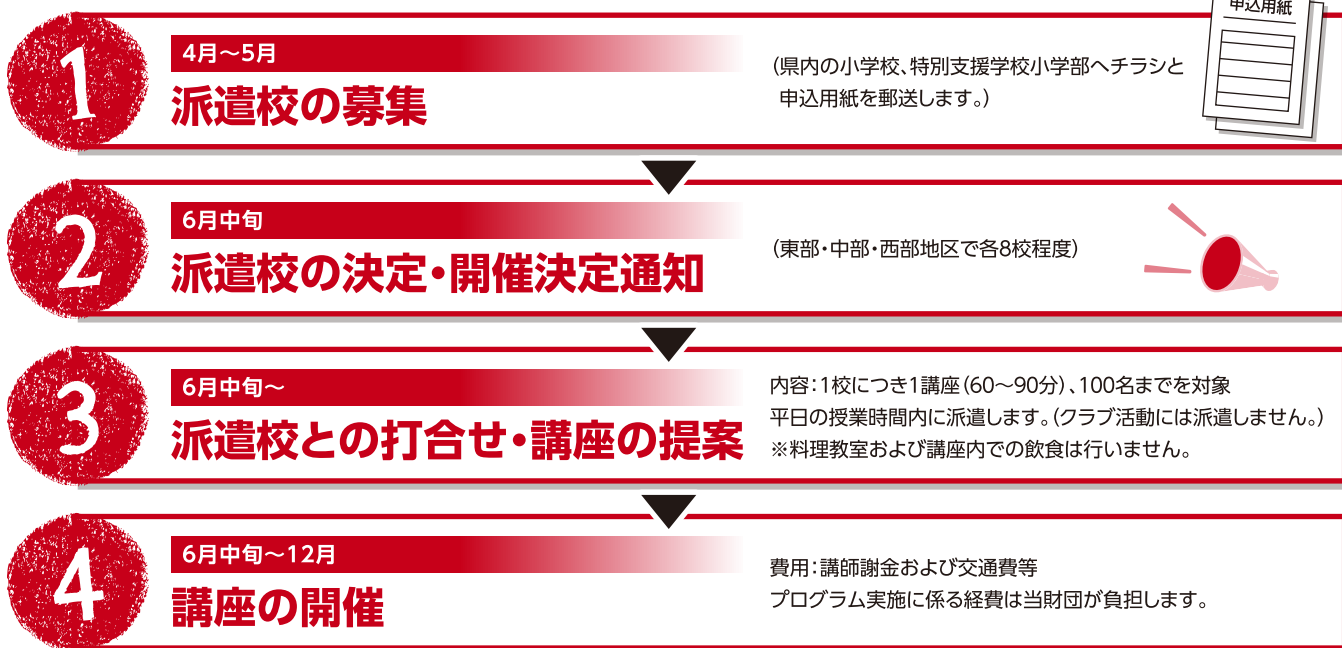 申込用紙
1
4月～5月
派遣校の募集
（県内の小学校、特別支援学校小学部へチラシと
申込用紙を郵送します。）
2
6月中旬
派遣校の決定・開催決定通知
（東部・中部・西部地区で各8校程度）
3
6月中旬～
派遣校との打合せ・講座の提案
内容：1校につき1講座（60～90分）、100名までを対象
平日の授業時間内に派遣します。（クラブ活動には派遣しません。）
※料理教室および講座内での飲食は行いません。
4
6月中旬～12月
講座の開催
費用：講師謝金および交通費等
プログラム実施に係る経費は当財団が負担します。